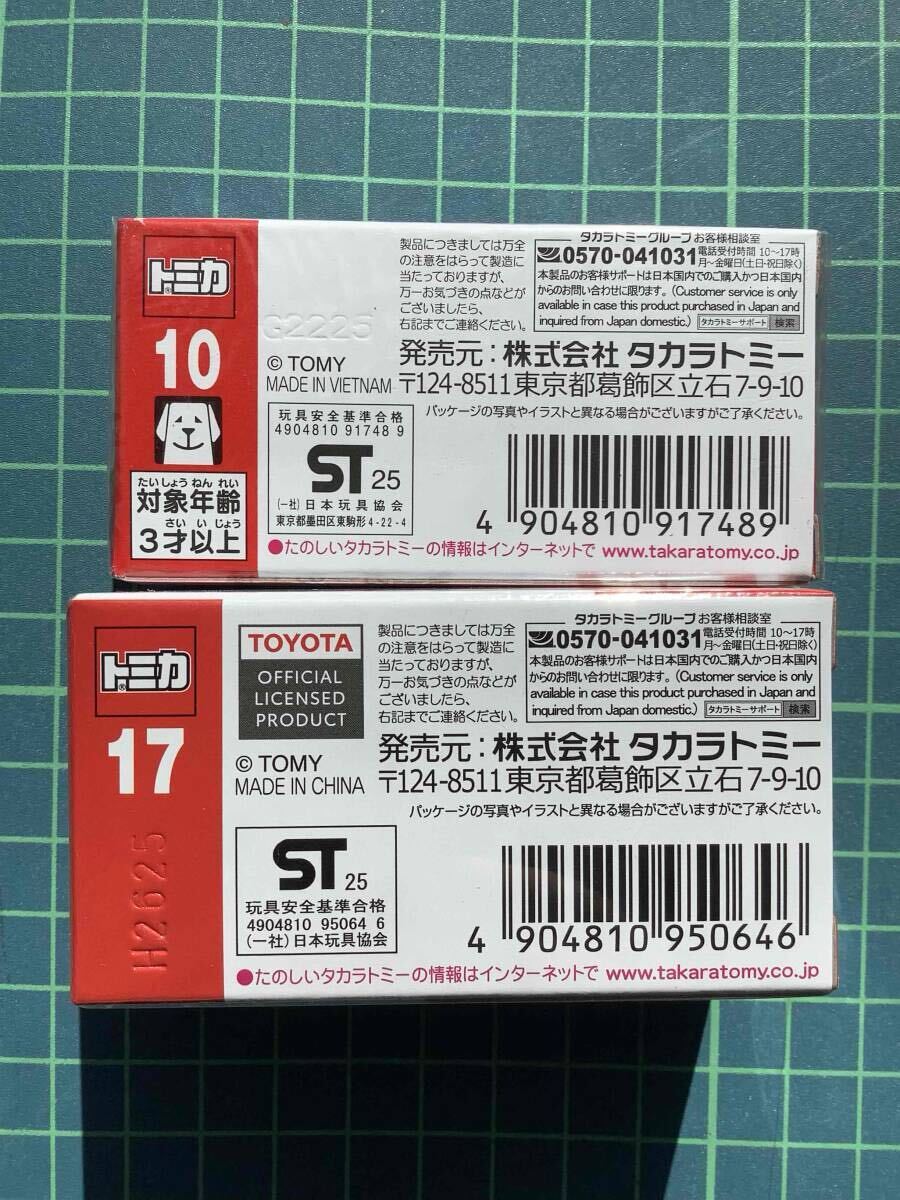 トミカ
10
たいしょうねんれい
対象年齢
さいいじょう
3才以上
製品につきましては万全
の注意をはらって製造に
当たっておりますが、
万一お気づきの点などが
ございましたら、
右記までご連絡ください。
タカラトミーグループ お客様相談室
0570-041031 電話受付時間 10〜17時
月〜金曜日(土日・祝日除く)
本製品のお客様サポートは日本国内でのご購入かつ日本国内
からのお問い合わせに限ります。(Customer service is only
available in case this product purchased in Japan and
inquired from Japan domestic.) タカラトミーサポート 検索
G2225
© TOMY
MADE IN VIETNAM
発売元:株式会社 タカラトミー
〒124-8511東京都葛飾区立石7-9-10
パッケージの写真やイラストと異なる場合がございますがご了承ください。
玩具安全基準合格
4904810 91748 9
ST 25
(一社)日本玩具協会
東京都墨田区東駒形4-22-4
4 904810 917489
●たのしいタカラトミーの情報はインターネットで www.takaratomy.co.jp
トミカ
17
H2625
TOYOTA
OFFICIAL
LICENSED
PRODUCT
製品につきましては万全
の注意をはらって製造に
当たっておりますが、
万一お気づきの点などが
ございましたら、
右記までご連絡ください。
タカラトミーグループ お客様相談室
0570-041031 電話受付時間 10〜17時
月〜金曜日(土日・祝日除く)
本製品のお客様サポートは日本国内でのご購入かつ日本国内
からのお問い合わせに限ります。(Customer service is only
available in case this product purchased in Japan and
inquired from Japan domestic.) タカラトミーサポート 検索
© TOMY
MADE IN CHINA
発売元:株式会社 タカラトミー
〒124-8511東京都葛飾区立石7-9-10
パッケージの写真やイラストと異なる場合がございますがご了承ください。
ST 25
玩具安全基準合格
4904810 95064 6
(一社)日本玩具協会
4 904810 950646
●たのしいタカラトミーの情報はインターネットで www.takaratomy.co.jp